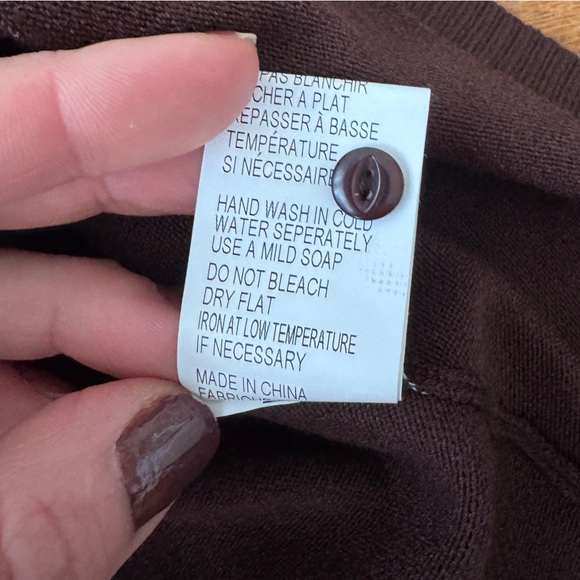 PAS BLANCHIR
CHER A PLAT
REPASSER À BASSE
TEMPÉRATURE
SI NÉCESSAIRE
HAND WASH IN COLD
WATER SEPERATELY
USE A MILD SOAP
DO NOT BLEACH
DRY FLAT
IRON AT LOW TEMPERATURE
IF NECESSARY
MADE IN CHINA